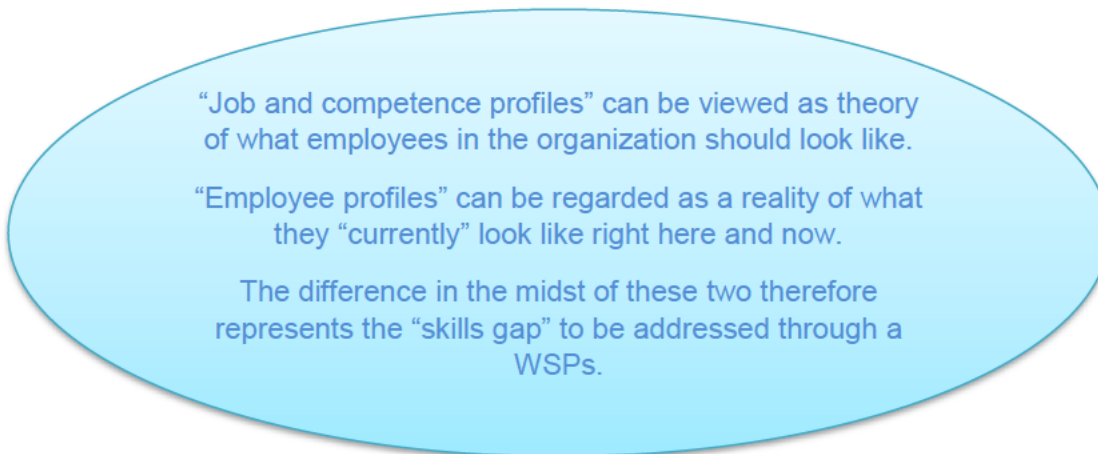 “Job and competence profiles” can be viewed as theory
of what employees in the organization should look like.
“Employee profiles” can be regarded as a reality of what
they “currently” look like right here and now.
The difference in the midst of these two therefore
represents the “skills gap” to be addressed through a
WSPs.